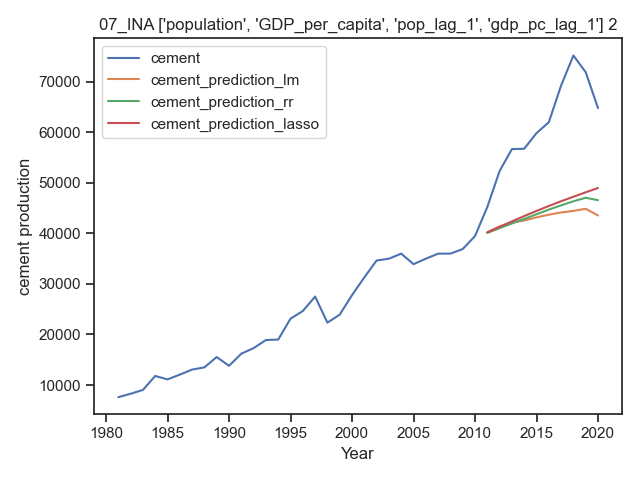 07_INA ['population', 'GDP_per_capita', 'pop_lag_1', 'gdp_pc_lag_1'] 2
cement
cement_prediction_lm
cement_prediction_rr
cement_prediction_lasso
cement production
70000
60000
50000
40000
30000
20000
10000
1980 1985 1990 1995 2000 2005 2010 2015 2020
Year